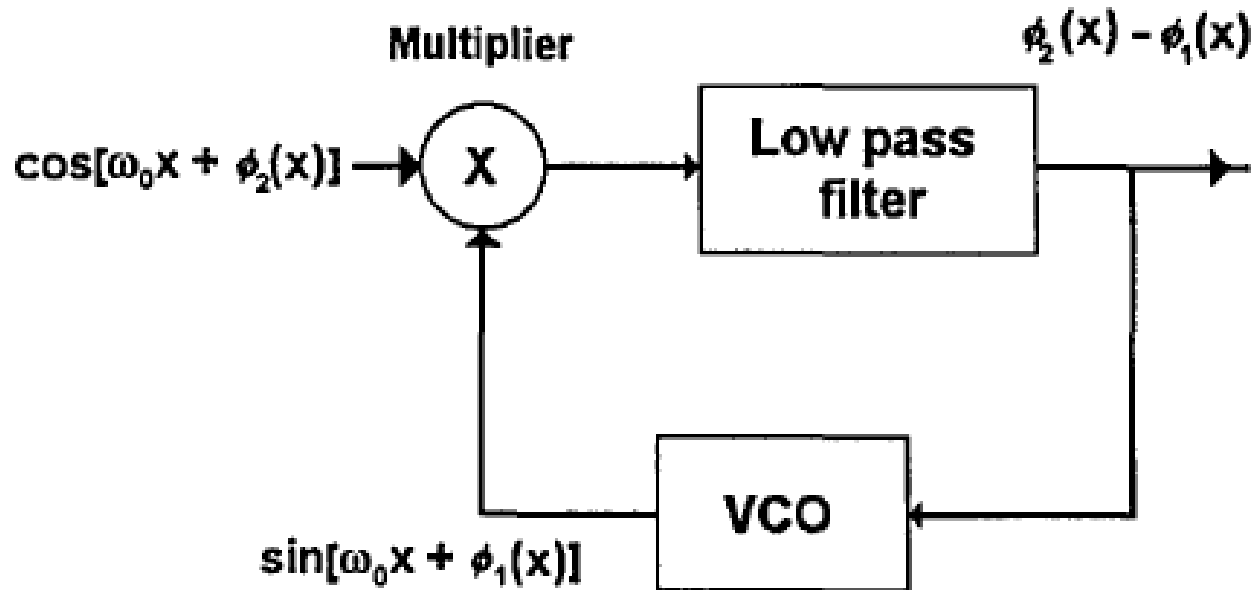 Multiplier
ϕ₂(x) - ϕ₁(x)
cos[ω₀x + ϕ₂(x)]
X
Low pass
filter
VCO
sin[ω₀x + ϕ₁(x)]